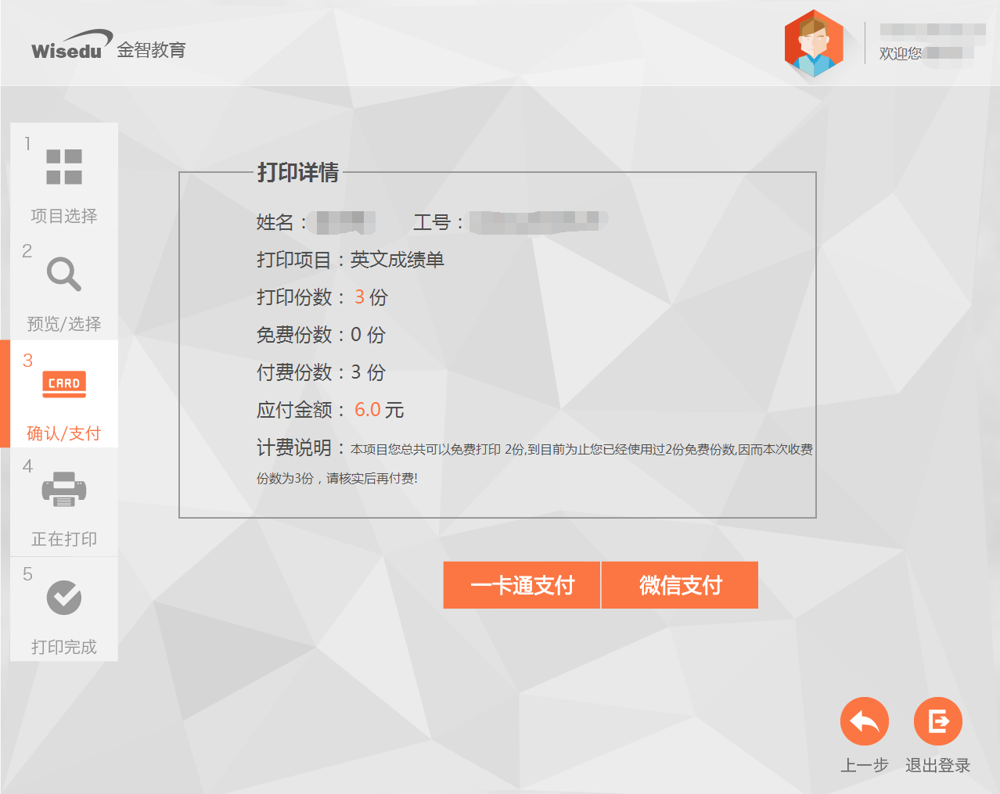 Wisedu 金智教育
欢迎您
1
项目选择
2
预览/选择
3
CARD
确认/支付
4
正在打印
5
打印完成
打印详情
姓名： 工号：
打印项目：英文成绩单
打印份数： 3 份
免费份数：0 份
付费份数：3 份
应付金额： 6.0 元
计费说明：本项目您总共可以免费打印 2份,到目前为止您已经使用过2份免费份数,因而本次收费
份数为3份，请核实后再付费!
一卡通支付 微信支付
上一步 退出登录